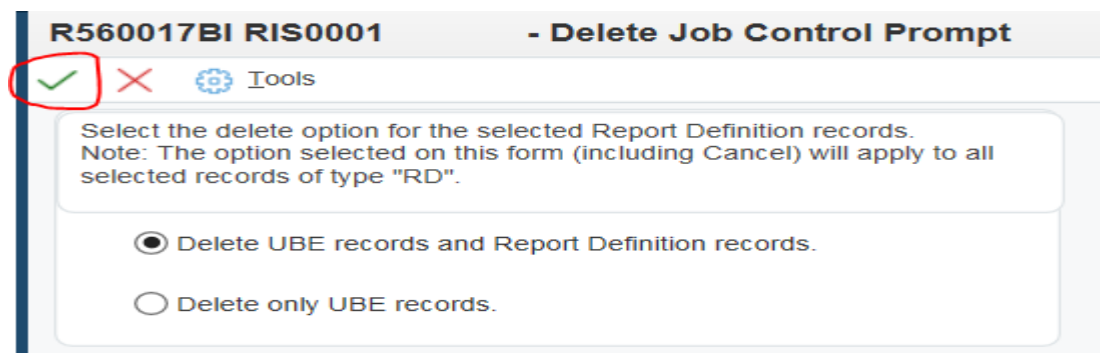 R560017BI RIS0001 - Delete Job Control Prompt
Tools
Select the delete option for the selected Report Definition records.
Note: The option selected on this form (including Cancel) will apply to all
selected records of type "RD".
Delete UBE records and Report Definition records.
Delete only UBE records.